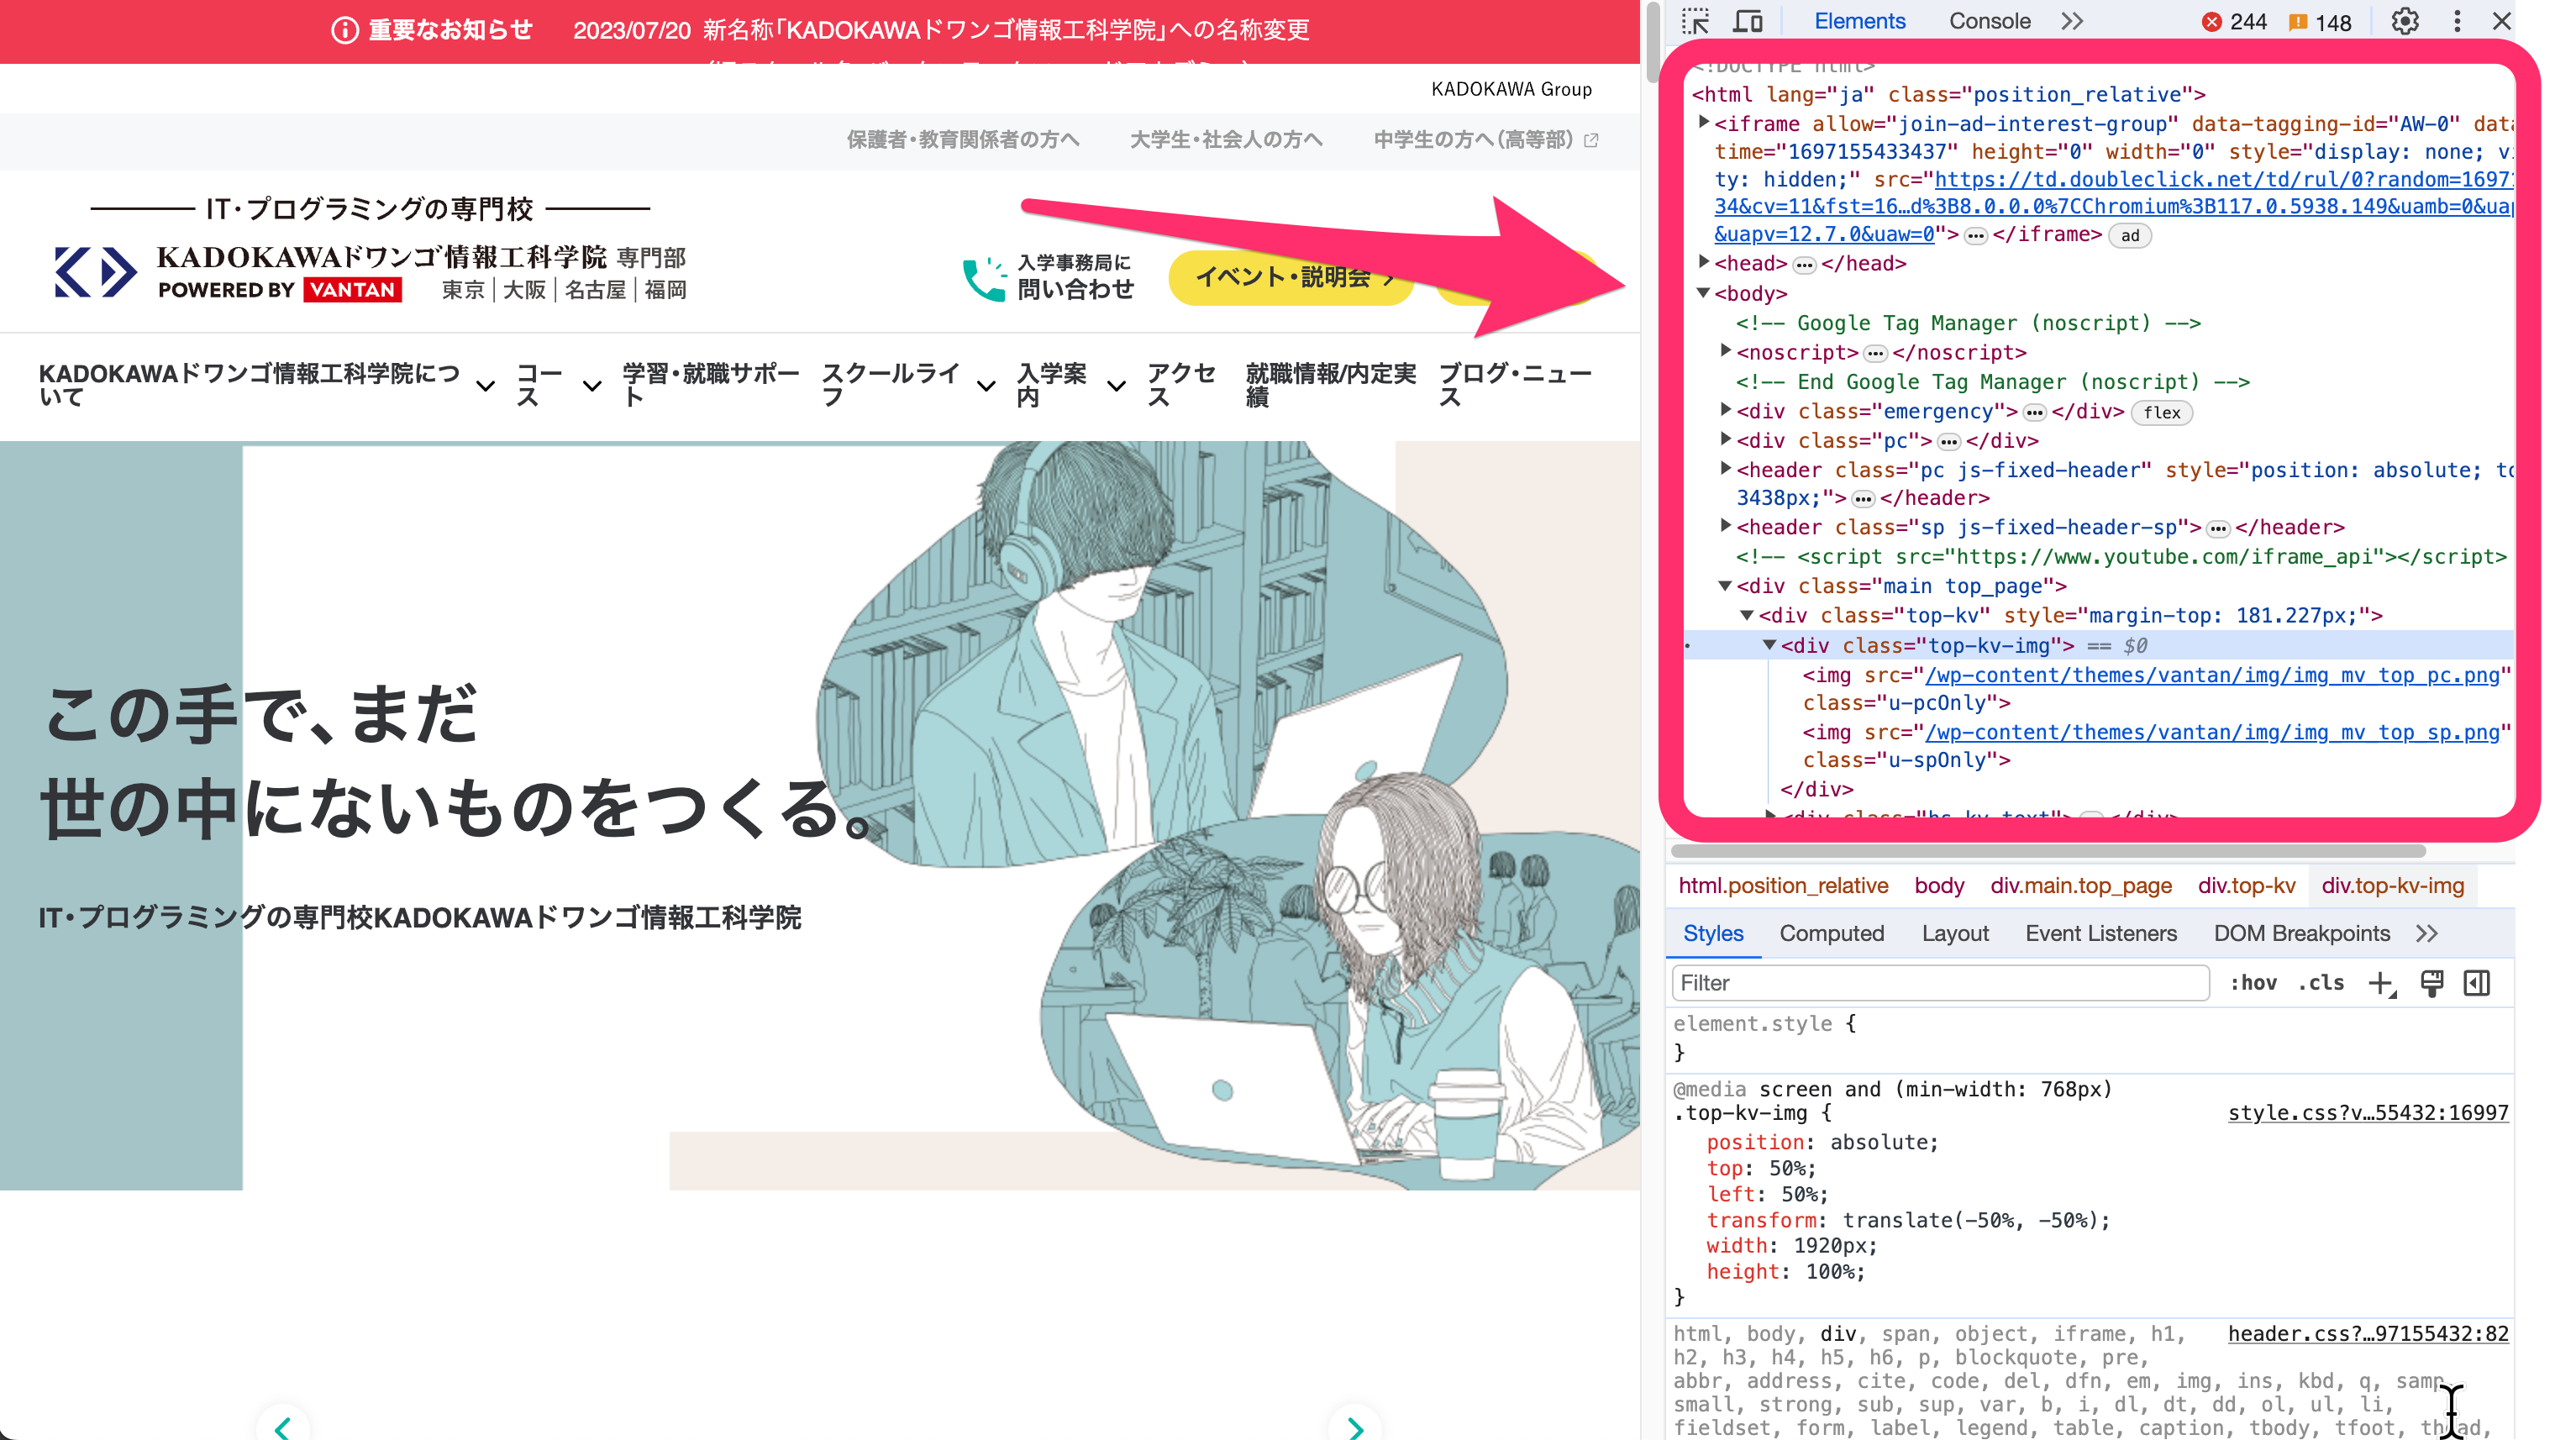 重要なお知らせ 2023/07/20 新名称「KADOKAWAドワンゴ情報工科学院」への名称変更
KADOKAWA Group
保護者・教育関係者の方へ 大学生・社会人の方へ 中学生の方へ（高等部）
IT・プログラミングの専門校
KADOKAWAドワンゴ情報工科学院 専門部
POWERED BY VANTAN 東京 | 大阪 | 名古屋 | 福岡
入学事務局に
問い合わせ
イベント・説明会
KADOKAWAドワンゴ情報工科学院につ
いて
コー
ス
学習・就職サポー
ト
スクールライ
フ
入学案
内
アクセ
ス
就職情報/内定実
績
ブログ・ニュー
ス
この手で、まだ
世の中にないものをつくる。
IT・プログラミングの専門校KADOKAWAドワンゴ情報工科学院
Elements Console 244 148
<!DOCTYPE html>
<html lang="ja" class="position_relative">
<iframe allow="join-ad-interest-group" data-tagging-id="AW-0" data
time="1697155433437" height="0" width="0" style="display: none; vi
ty: hidden;" src="https://td.doubleclick.net/td/rul/0?random=1697
34&cv=11&fst=16…d%3B8.0.0.0%7CChromium%3B117.0.5938.149&uamb=0&uap
&uapv=12.7.0&uaw=0">…</iframe> ad
<head>…</head>
<body>
<!-- Google Tag Manager (noscript) -->
<noscript>…</noscript>
<!-- End Google Tag Manager (noscript) -->
<div class="emergency">…</div> flex
<div class="pc">…</div>
<header class="pc js-fixed-header" style="position: absolute; to
3438px;">…</header>
<header class="sp js-fixed-header-sp">…</header>
<!-- <script src="https://www.youtube.com/iframe_api"></script>
<div class="main top_page">
<div class="top-kv" style="margin-top: 181.227px;">
<div class="top-kv-img"> == $0
<img src="/wp-content/themes/vantan/img/img_mv_top_pc.png"
class="u-pcOnly">
<img src="/wp-content/themes/vantan/img/img_mv_top_sp.png"
class="u-spOnly">
</div>
html.position_relative body div.main.top_page div.top-kv div.top-kv-img
Styles Computed Layout Event Listeners DOM Breakpoints
Filter :hov .cls
element.style {
}
@media screen and (min-width: 768px)
.top-kv-img { style.css?v…55432:16997
position: absolute;
top: 50%;
left: 50%;
transform: translate(-50%, -50%);
width: 1920px;
height: 100%;
}
html, body, div, span, object, iframe, h1, header.css?…97155432:82
h2, h3, h4, h5, h6, p, blockquote, pre,
abbr, address, cite, code, del, dfn, em, img, ins, kbd, q, samp,
small, strong, sub, sup, var, b, i, dl, dt, dd, ol, ul, li,
fieldset, form, label, legend, table, caption, tbody, tfoot, thead,